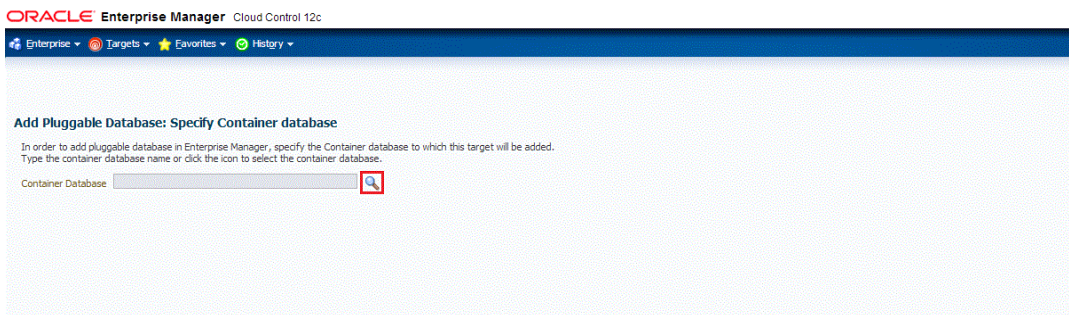 ORACLE Enterprise Manager Cloud Control 12c
Enterprise Targets Favorites History
Add Pluggable Database: Specify Container database
In order to add pluggable database in Enterprise Manager, specify the Container database to which this target will be added.
Type the container database name or click the icon to select the container database.
Container Database